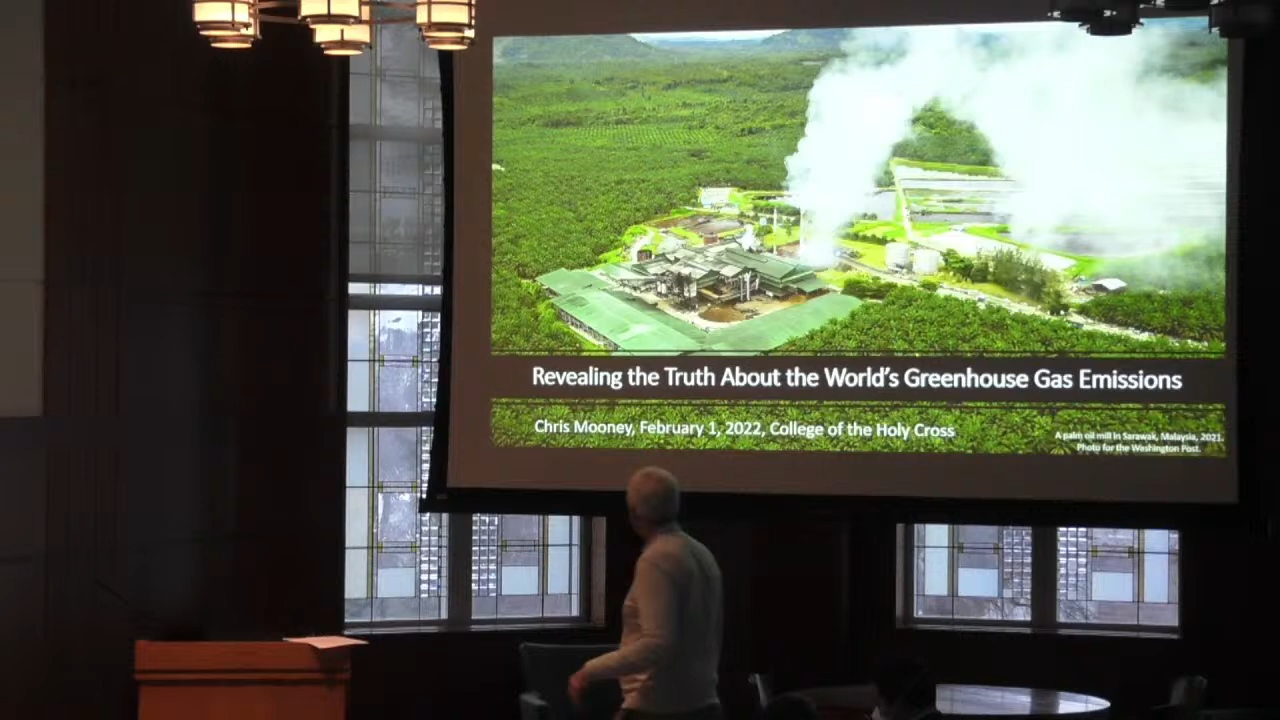 Revealing the Truth About the World's Greenhouse Gas Emissions
Chris Mooney, February 1, 2022, College of the Holy Cross
A palm oil mill in Sarawak, Malaysia, 2021.
Photo for the Washington Post.